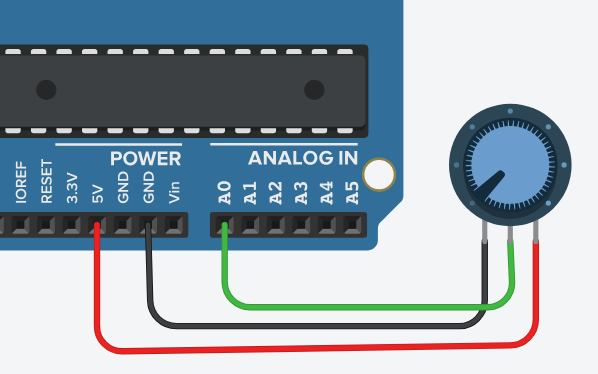 POWER
ANALOG IN
IOREF RESET 3.3V 5V GND GND Vin
A0 A1 A2 A3 A4 A5